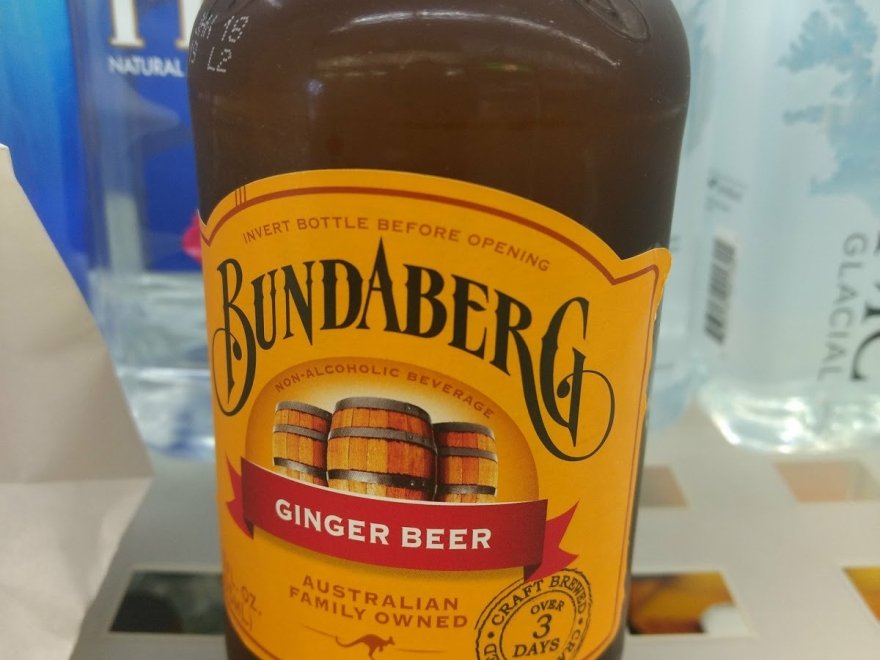 NATURAL
INVERT BOTTLE BEFORE OPENING
BUNDABERG
NON-ALCOHOLIC BEVERAGE
GINGER BEER
AUSTRALIAN
FAMILY OWNED
CRAFT BREWED
OVER
3
DAYS
OZ.
GLACIAL